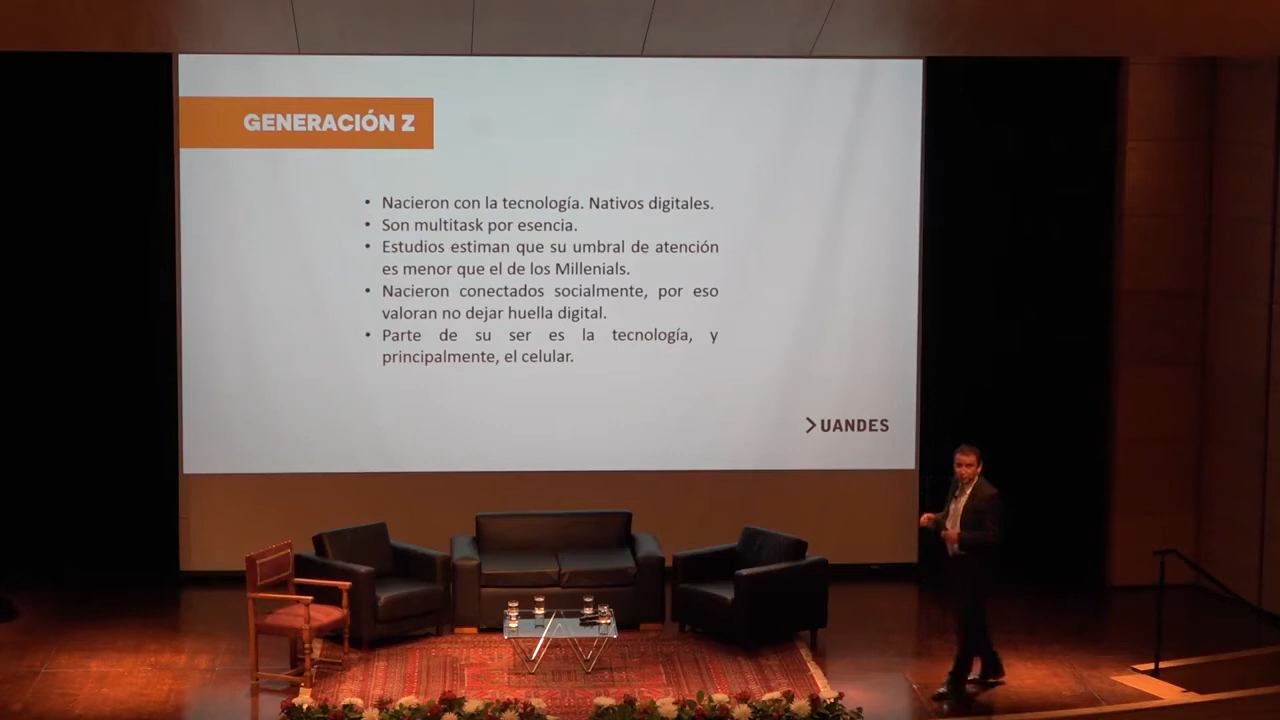 GENERACIÓN Z
• Nacieron con la tecnología. Nativos digitales.
• Son multitask por esencia.
• Estudios estiman que su umbral de atención
es menor que el de los Millenials.
• Nacieron conectados socialmente, por eso
valoran no dejar huella digital.
• Parte de su ser es la tecnología, y
principalmente, el celular.
UANDES